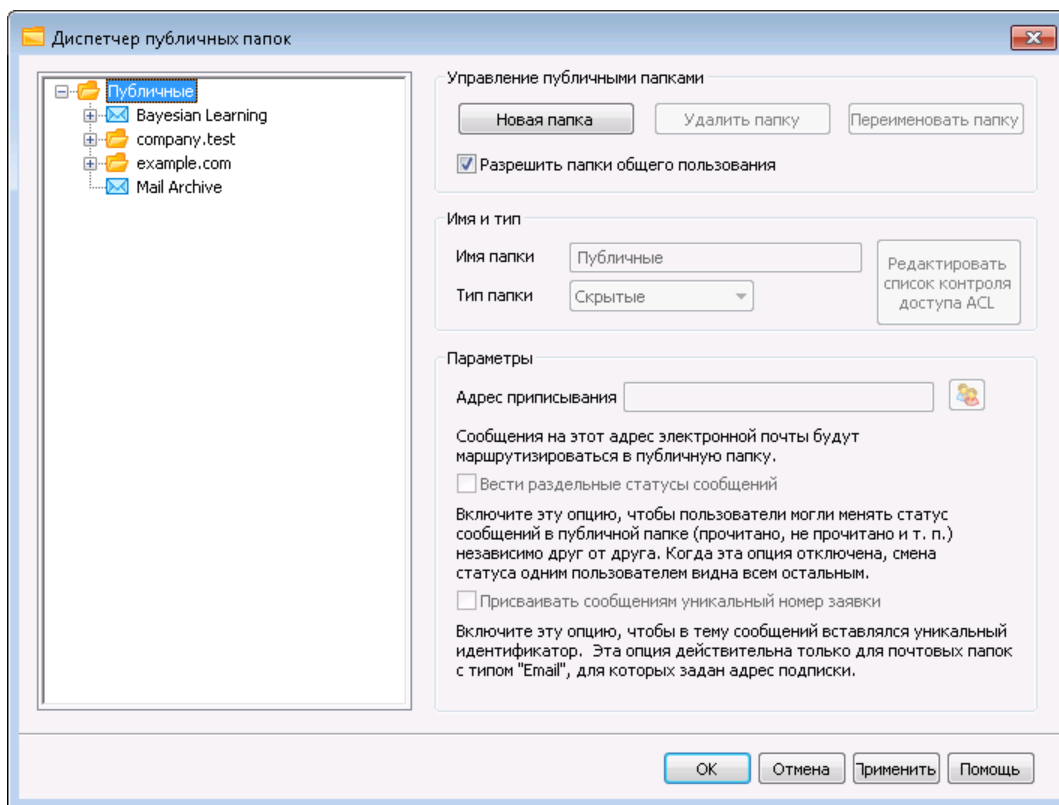 Диспетчер публичных папок
Публичные
Bayesian Learning
company.test
example.com
Mail Archive
Управление публичными папками
Новая папка
Удалить папку
Переименовать папку
Разрешить папки общего пользования
Имя и тип
Имя папки
Публичные
Тип папки
Скрытые
Редактировать
список контроля
доступа ACL
Параметры
Адрес приписывания
Сообщения на этот адрес электронной почты будут
маршрутизироваться в публичную папку.
Вести раздельные статусы сообщений
Включите эту опцию, чтобы пользователи могли менять статус
сообщений в публичной папке (прочитано, не прочитано и т. п.)
независимо друг от друга. Когда эта опция отключена, смена
статуса одним пользователем видна всем остальным.
Присваивать сообщениям уникальный номер заявки
Включите эту опцию, чтобы в тему сообщений вставлялся уникальный
идентификатор.  Эта опция действительна только для почтовых папок
с типом "Email", для которых задан адрес подписки.
OK
Отмена
Применить
Помощь